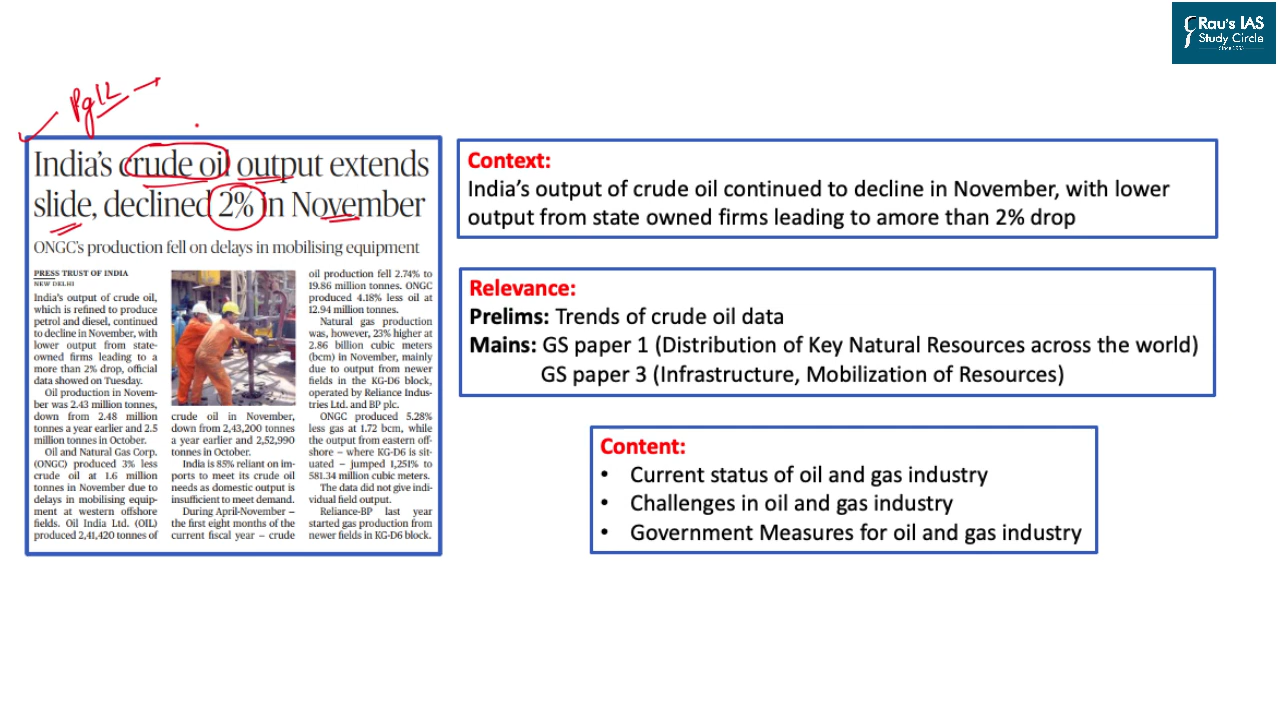 Rau's IAS
Study Circle
Pg 12
India's crude oil output extends
slide, declined 2% in November
ONGC's production fell on delays in mobilising equipment
PRESS TRUST OF INDIA
NEW DELHI
India's output of crude oil,
which is refined to produce
petrol and diesel, continued
to decline in November, with
lower output from state-
owned firms leading to a
more than 2% drop, official
data showed on Tuesday.
Oil production in Novem-
ber was 2.43 million tonnes,
down from 2.48 million
tonnes a year earlier and 2.5
million tonnes in October.
Oil and Natural Gas Corp.
(ONGC) produced 3% less
crude oil at 1.6 million
tonnes in November due to
delays in mobilising equip-
ment at western offshore
fields. Oil India Ltd. (OIL)
produced 2,41,420 tonnes of
crude oil in November,
down from 2,43,200 tonnes
a year earlier and 2,52,990
tonnes in October.
India is 85% reliant on im-
ports to meet its crude oil
needs as domestic output is
insufficient to meet demand.
During April-November –
the first eight months of the
current fiscal year – crude
oil production fell 2.74% to
19.86 million tonnes. ONGC
produced 4.18% less oil at
12.94 million tonnes.
Natural gas production
was, however, 23% higher at
2.86 billion cubic meters
(bcm) in November, mainly
due to output from newer
fields in the KG-D6 block,
operated by Reliance Indus-
tries Ltd. and BP plc.
ONGC produced 5.28%
less gas at 1.72 bcm, while
the output from eastern off-
shore – where KG-D6 is sit-
uated – jumped 1,251% to
581.34 million cubic meters.
The data did not give indi-
vidual field output.
Reliance-BP last year
started gas production from
newer fields in KG-D6 block.
Context:
India's output of crude oil continued to decline in November, with lower
output from state owned firms leading to amore than 2% drop
Relevance:
Prelims: Trends of crude oil data
Mains: GS paper 1 (Distribution of Key Natural Resources across the world)
GS paper 3 (Infrastructure, Mobilization of Resources)
Content:
• Current status of oil and gas industry
• Challenges in oil and gas industry
• Government Measures for oil and gas industry